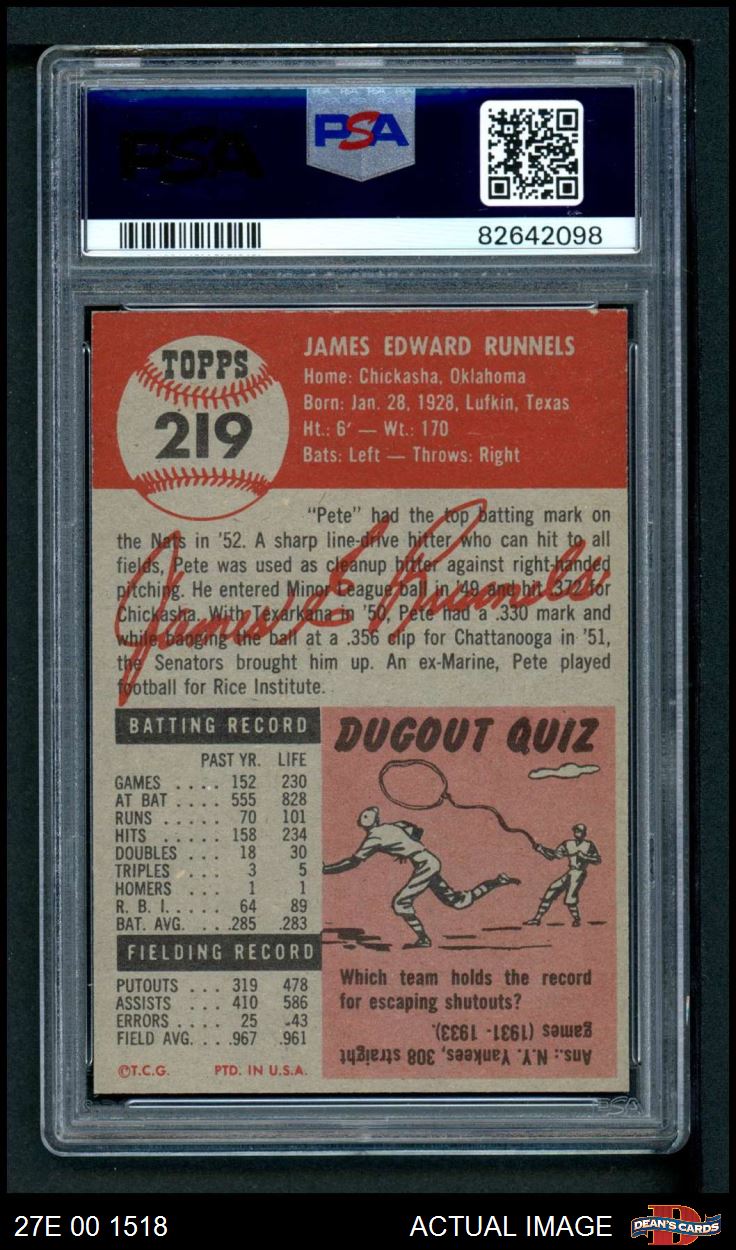 PSA
PSA
82642098
TOPPS
219
JAMES EDWARD RUNNELS
Home: Chickasha, Oklahoma
Born: Jan. 28, 1928, Lufkin, Texas
Ht.: 6' — Wt.: 170
Bats: Left — Throws: Right
"Pete" had the top batting mark on
the Nats in '52. A sharp line-drive hitter who can hit to all
fields, Pete was used as cleanup hitter against right-handed
pitching. He entered Minor League ball in '49 and hit .372 for
Chickasha. With Texarkana in '50, Pete had a .330 mark and
while banging the ball at a .356 clip for Chattanooga in '51,
the Senators brought him up. An ex-Marine, Pete played
football for Rice Institute.
James E Runnels
BATTING RECORD
PAST YR. LIFE
GAMES .... 152 230
AT BAT .... 555 828
RUNS ..... 70 101
HITS ..... 158 234
DOUBLES ... 18 30
TRIPLES ... 3 5
HOMERS ... 1 1
R. B. I. .... 64 89
BAT. AVG. ... .285 .283
FIELDING RECORD
PUTOUTS ... 319 478
ASSISTS ... 410 586
ERRORS .... 25 .43
FIELD AVG. ... .967 .961
©T.C.G. PTD. IN U.S.A.
DUGOUT QUIZ
Which team holds the record
for escaping shutouts?
Ans.: N.Y. Yankees, 308 straight
games (1931 - 1933).
PSA
27E 00 1518 ACTUAL IMAGE
DEAN'S CARDS